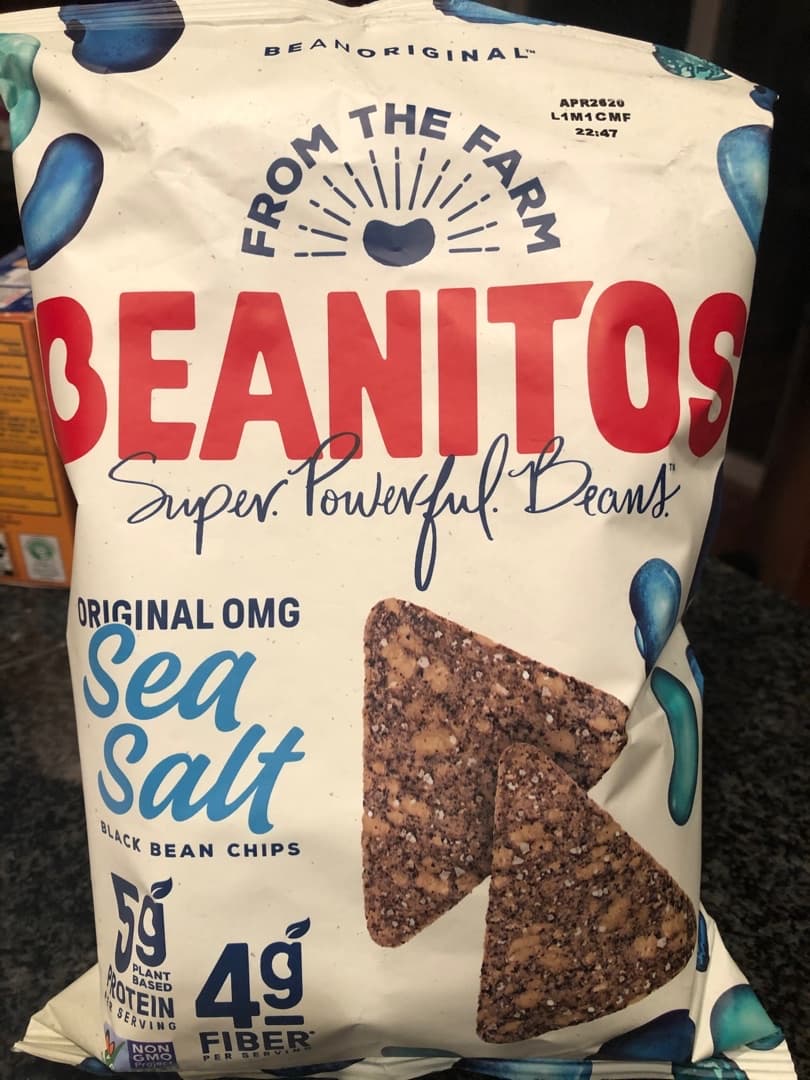 BEANORIGINAL™
APR2620
L1M1CMF
22:47
FROM THE FARM
BEANITOS
Super. Powerful. Beans.™
ORIGINAL OMG
Sea
Salt
BLACK BEAN CHIPS
5g
PLANT
BASED
PROTEIN
PER SERVING
4g
FIBER*
PER SERVING
NON
GMO
Project